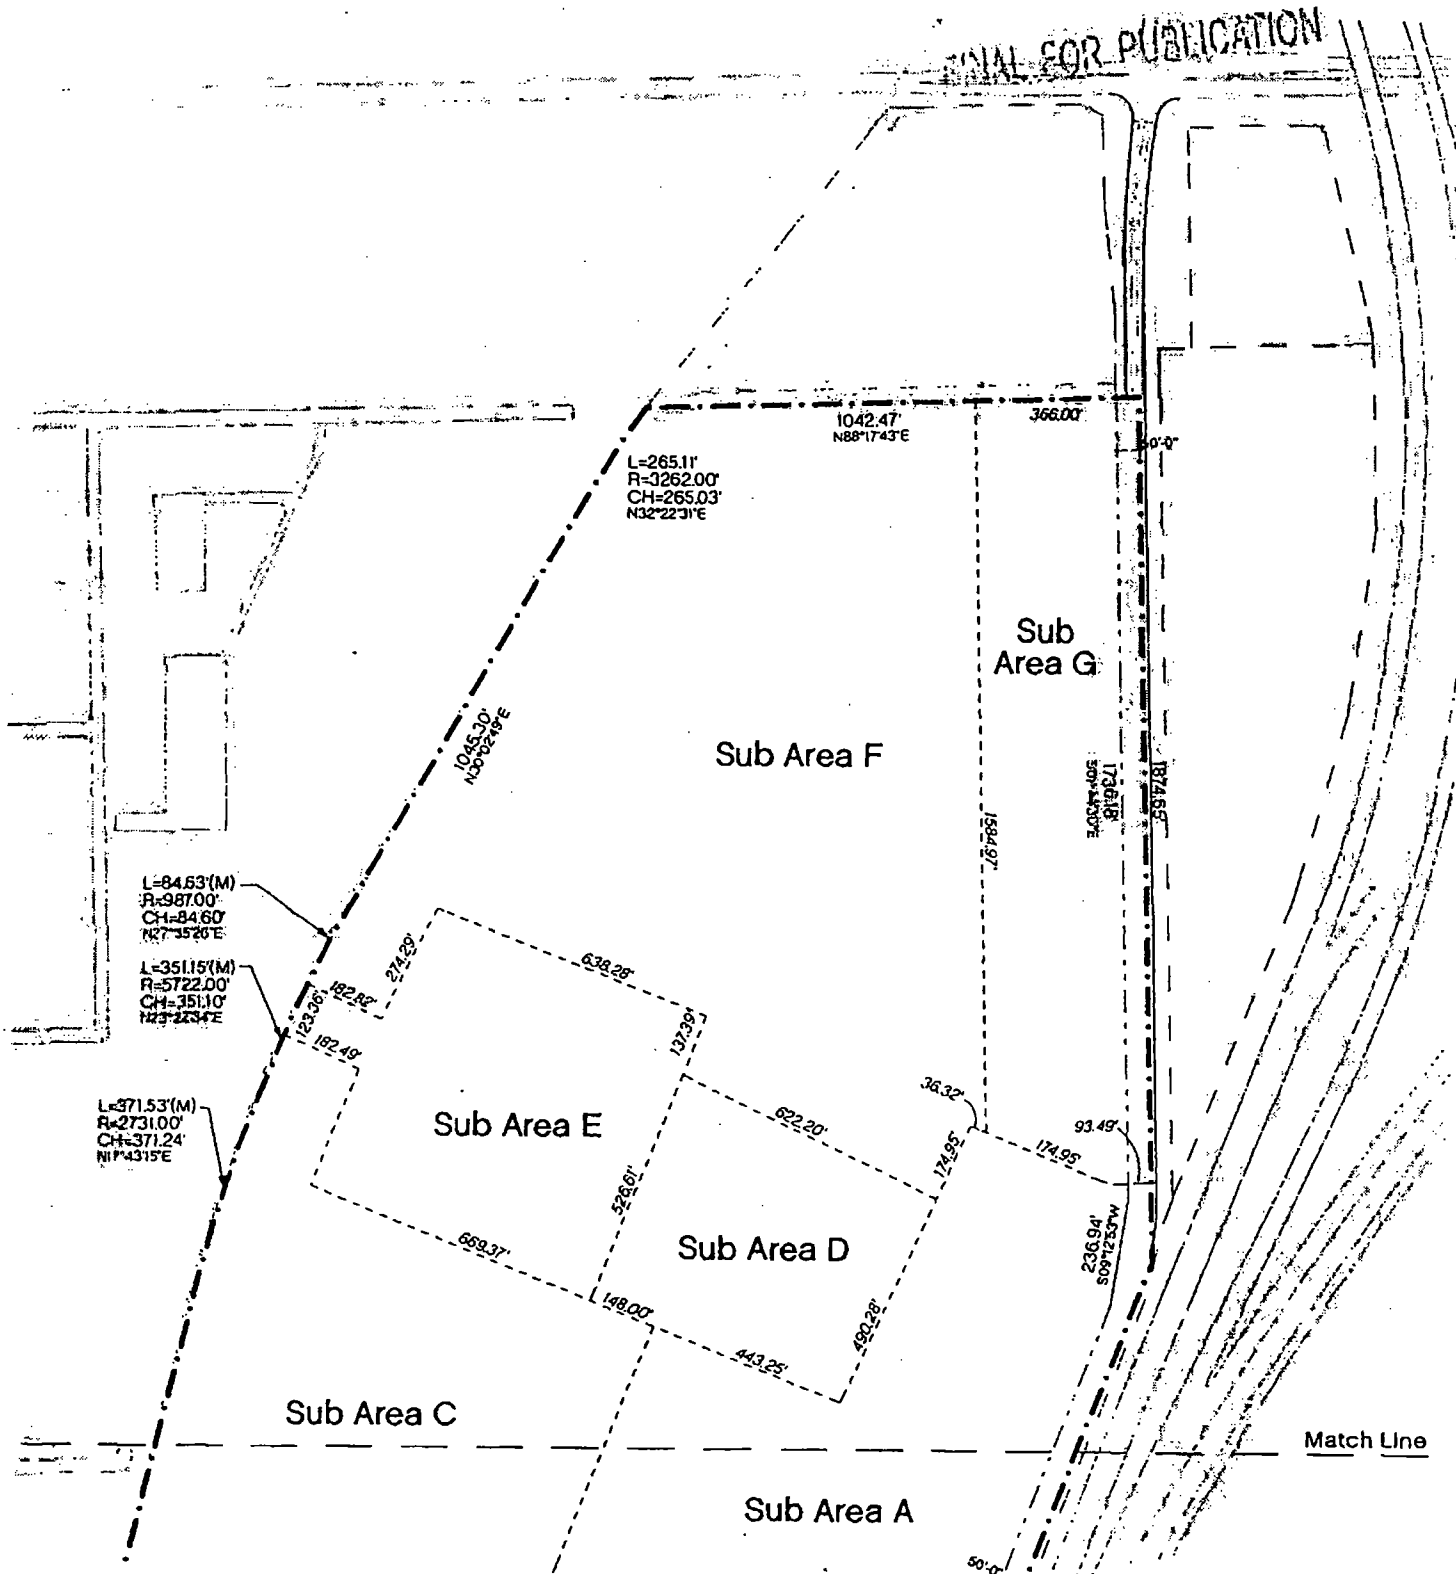 FOR PUBLICATION
1042.47'
N88°17'43"E
366.00'
L=265.11'
R=3262.00'
CH=265.03'
N32°22'31"E
Sub
Area G
1045.30'
N30°02'49"E
Sub Area F
1736.18'
1874.65'
1584.97'
L=84.63'(M)
R=987.00'
CH=84.60'
N27°35'26"E
L=351.15'(M)
R=5722.00'
CH=351.10'
N23°22'34"E
274.29'
638.28'
182.82'
123.36'
182.49'
137.39'
L=371.53'(M)
R=2731.00'
CH=371.24'
Sub Area E
36.32'
622.20'
174.95'
93.49'
174.95'
526.61'
669.37'
Sub Area D
236.94'
S09°12'53"W
148.00'
490.28'
443.25'
Sub Area C
Match Line
Sub Area A
50'-0"